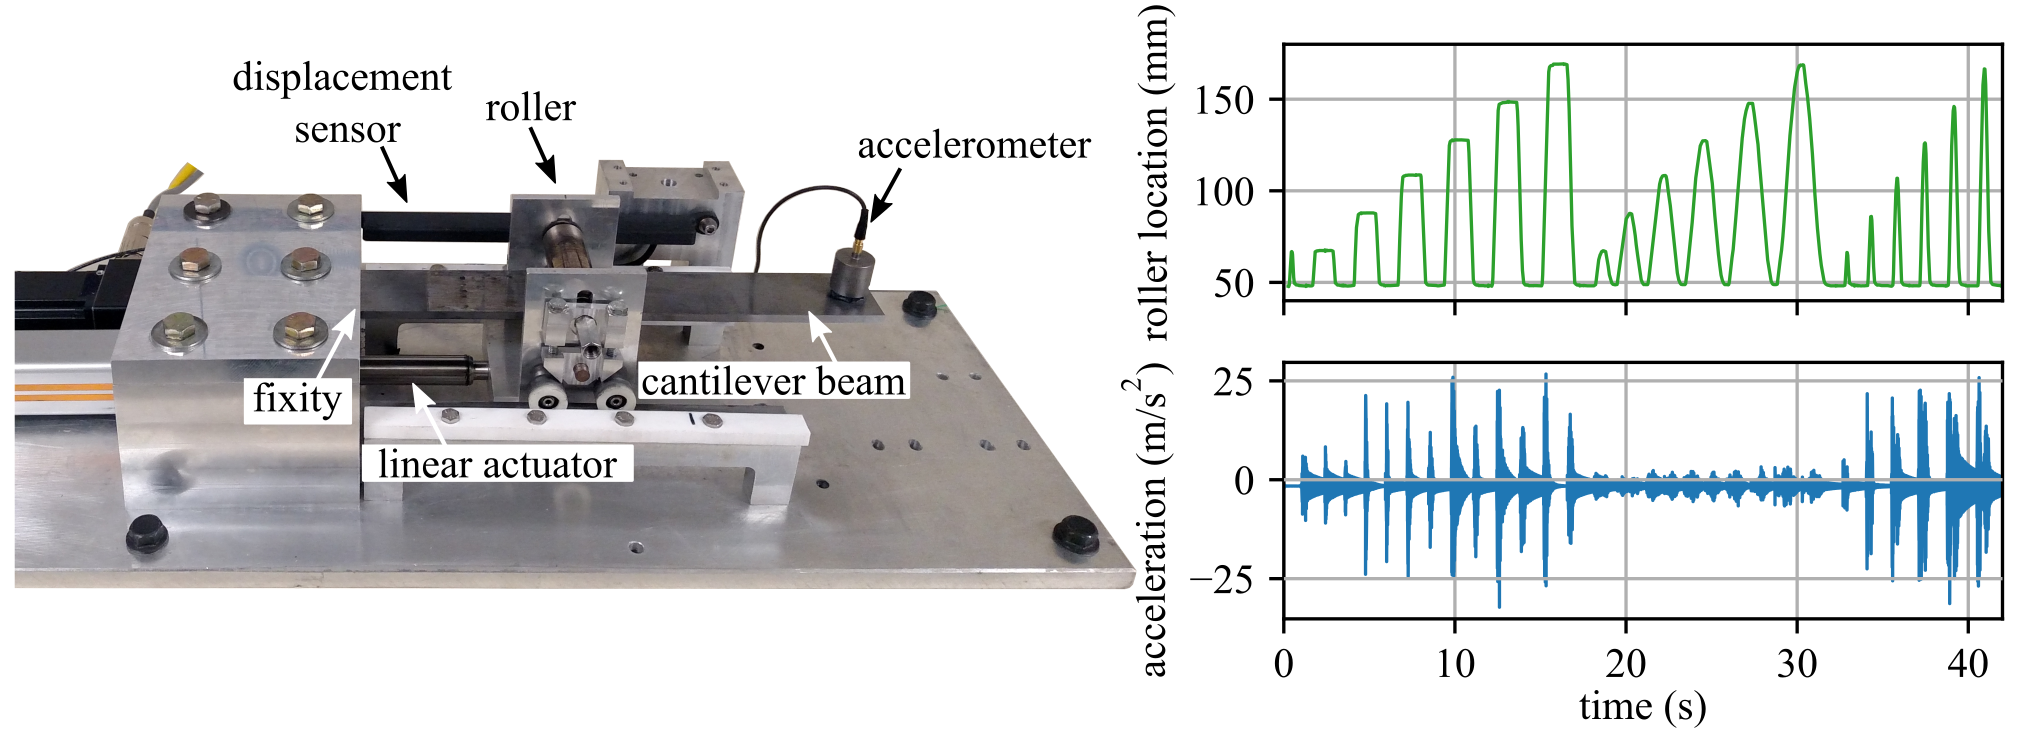 displacement
sensor
roller
accelerometer
fixity
cantilever beam
linear actuator
roller location (mm)
150
100
50
acceleration (m/s²)
25
0
−25
0
10
20
30
40
time (s)